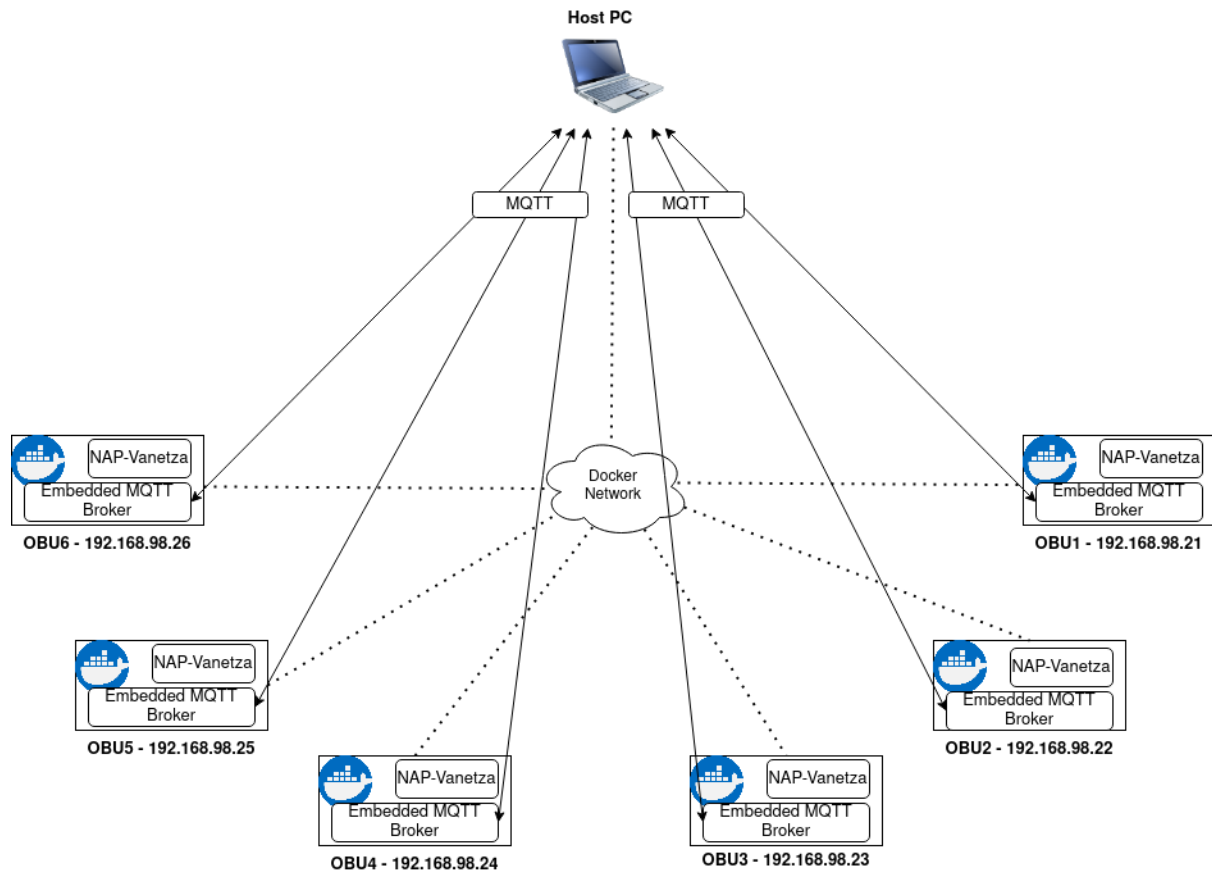 Host PC
MQTT
MQTT
Docker
Network
NAP-Vanetza
Embedded MQTT
Broker
OBU6 - 192.168.98.26
NAP-Vanetza
Embedded MQTT
Broker
OBU1 - 192.168.98.21
NAP-Vanetza
Embedded MQTT
Broker
OBU5 - 192.168.98.25
NAP-Vanetza
Embedded MQTT
Broker
OBU2 - 192.168.98.22
NAP-Vanetza
Embedded MQTT
Broker
OBU4 - 192.168.98.24
NAP-Vanetza
Embedded MQTT
Broker
OBU3 - 192.168.98.23